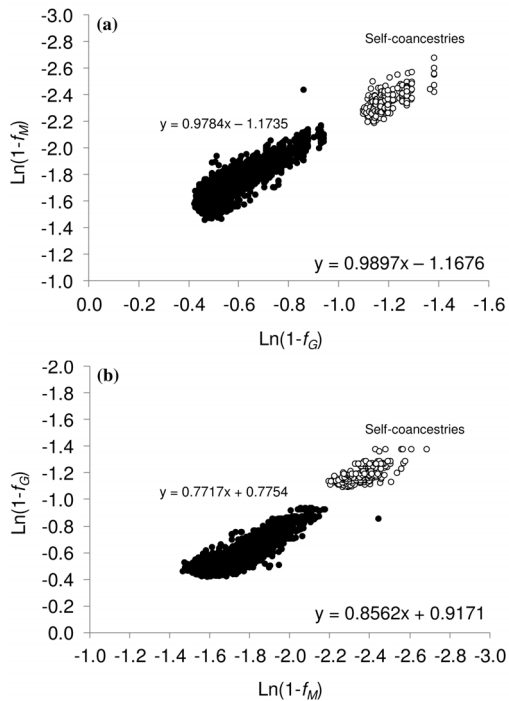 (a)
Self-coancestries
y = 0.9784x – 1.1735
y = 0.9897x – 1.1676
Ln(1-fM)
-3.0
-2.8
-2.6
-2.4
-2.2
-2.0
-1.8
-1.6
-1.4
-1.2
-1.0
0.0 -0.2 -0.4 -0.6 -0.8 -1.0 -1.2 -1.4 -1.6
Ln(1-fG)
(b)
Self-coancestries
y = 0.7717x + 0.7754
y = 0.8562x + 0.9171
Ln(1-fG)
-2.0
-1.8
-1.6
-1.4
-1.2
-1.0
-0.8
-0.6
-0.4
-0.2
0.0
-1.0 -1.2 -1.4 -1.6 -1.8 -2.0 -2.2 -2.4 -2.6 -2.8 -3.0
Ln(1-fM)